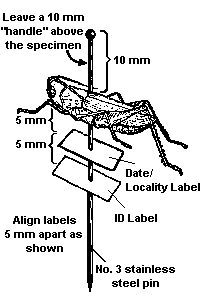 Leave a 10 mm
"handle" above
the specimen
10 mm
5 mm
5 mm
Date/
Locality Label
ID Label
Align labels
5 mm apart as
shown
No. 3 stainless
steel pin